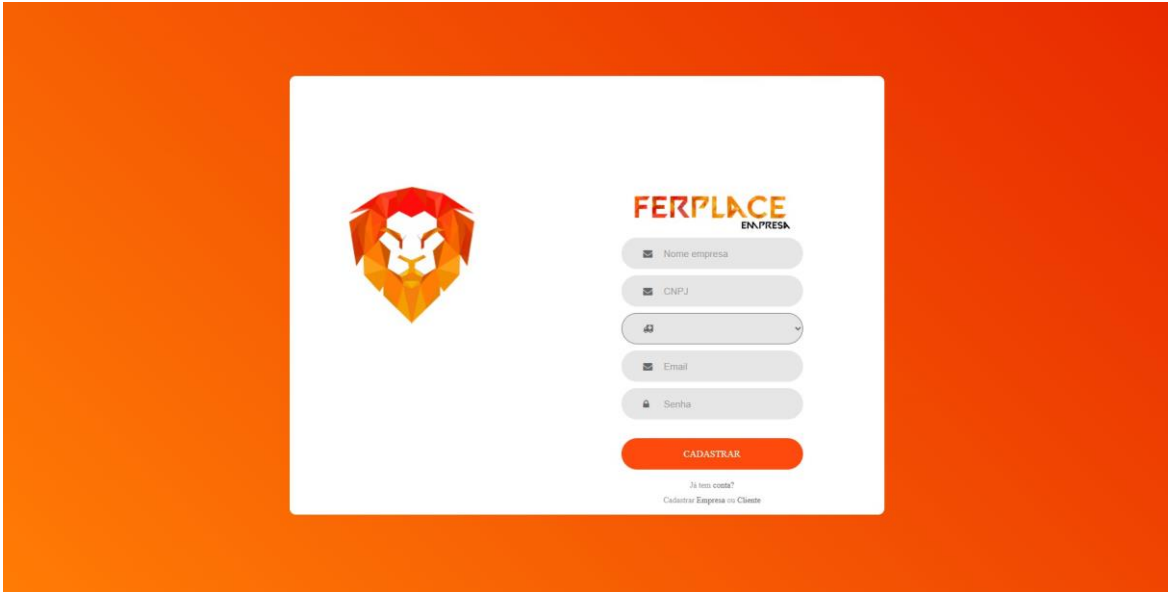 FERPLACE
EMPRESA
Nome empresa
CNPJ
Email
Senha
CADASTRAR
Já tem conta?
Cadastrar Empresa ou Cliente